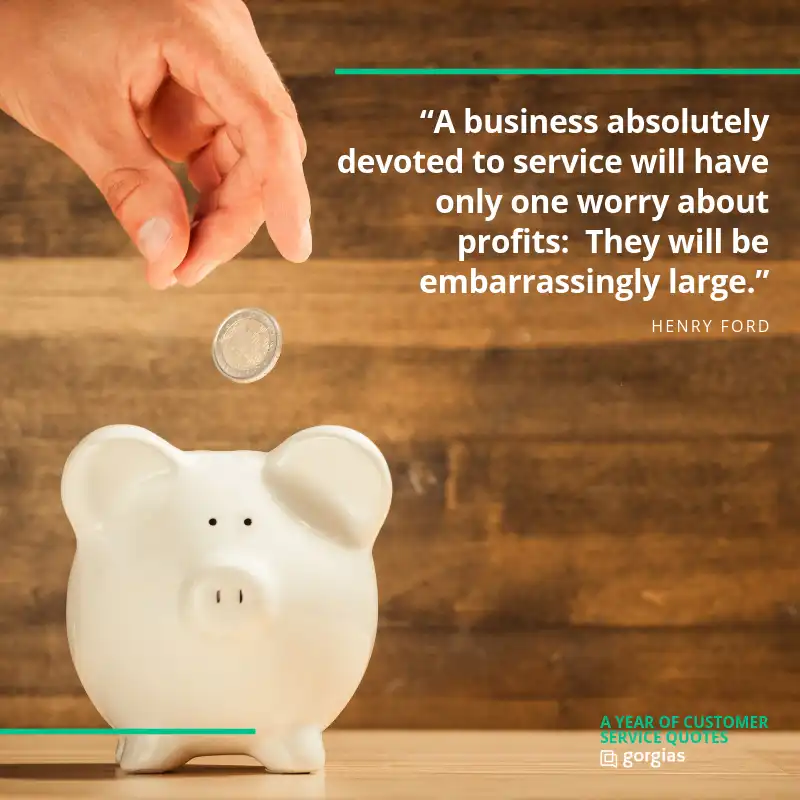 “A business absolutely
devoted to service will have
only one worry about
profits:  They will be
embarrassingly large.”
HENRY FORD
A YEAR OF CUSTOMER
SERVICE QUOTES
gorgias